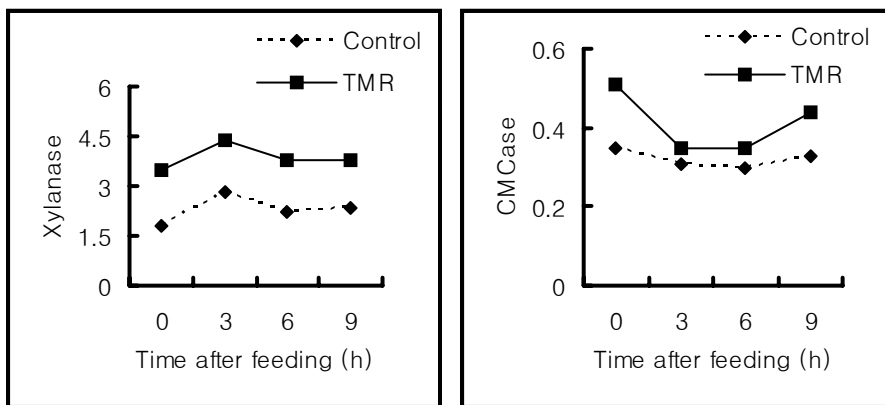 Control
TMR
6
4.5
3
1.5
0
Xylanase
0 3 6 9
Time after feeding (h)
Control
TMR
0.6
0.4
0.2
0
CMCase
0 3 6 9
Time after feeding (h)